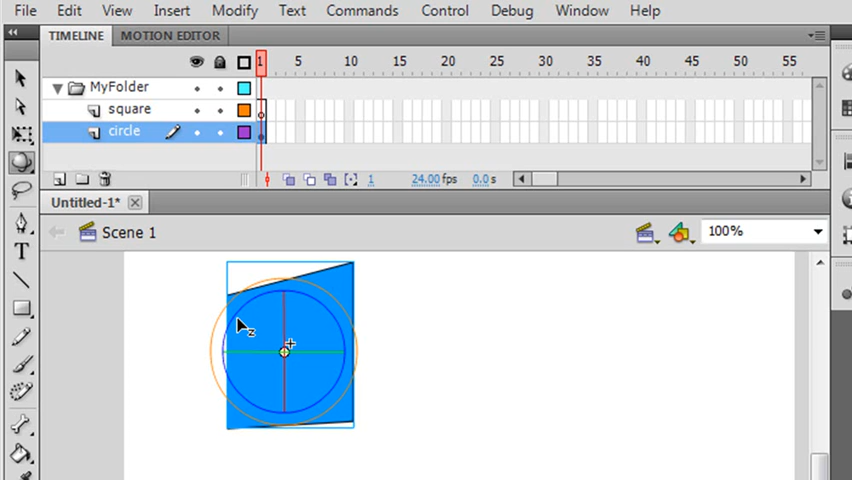 File Edit View Insert Modify Text Commands Control Debug Window Help
TIMELINE MOTION EDITOR
1 5 10 15 20 25 30 35 40 45 50 55
MyFolder
square
circle
1 24.00 fps 0.0 s
Untitled-1*
Scene 1 100%
T
z